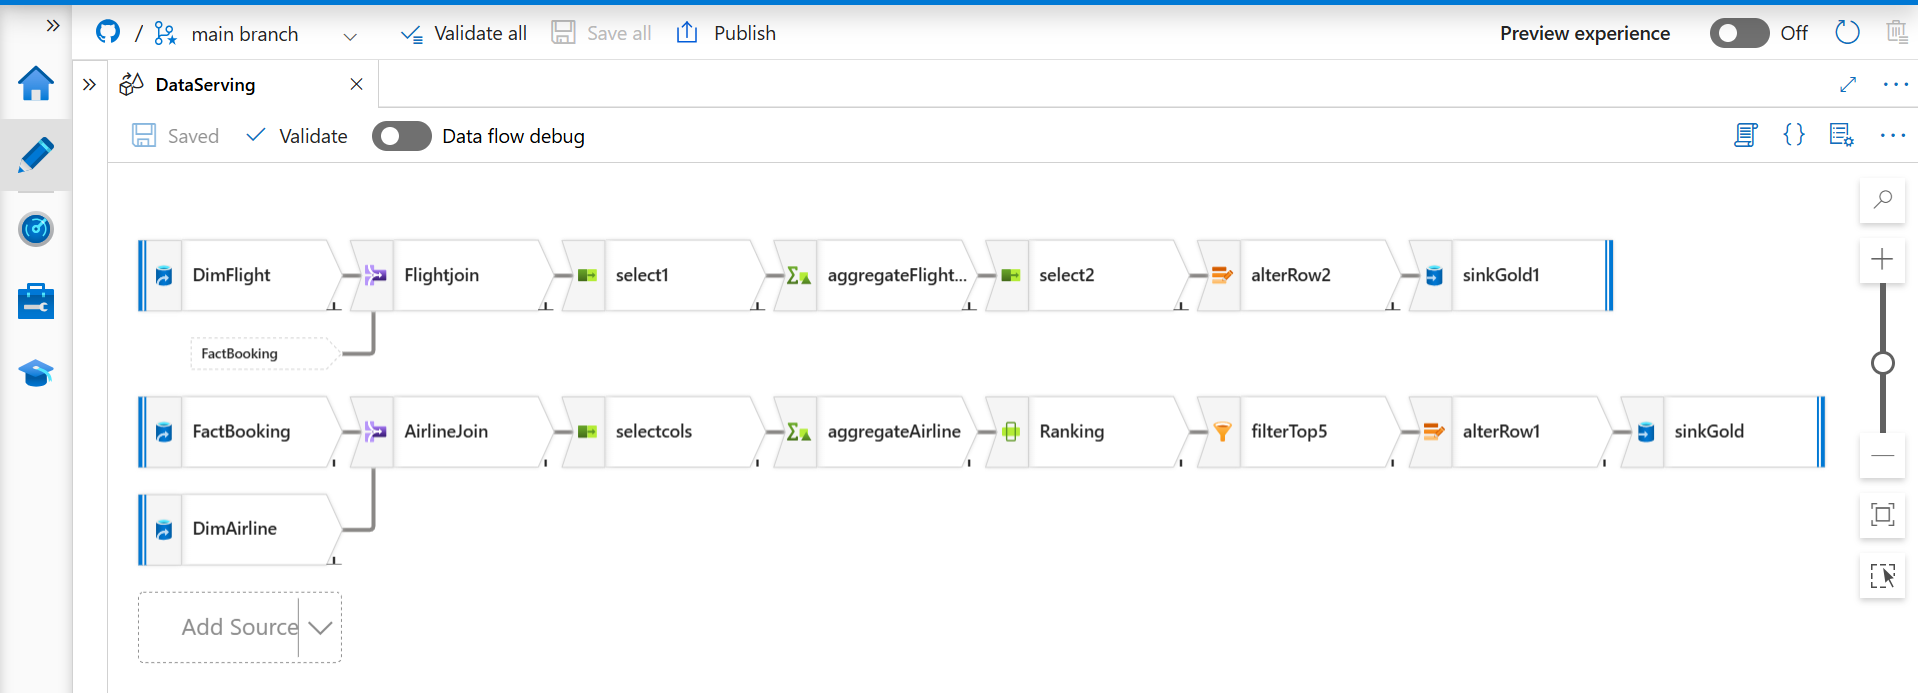 / main branch Validate all Save all Publish Preview experience Off
DataServing
Saved Validate Data flow debug
DimFlight Flightjoin select1 aggregateFlight... select2 alterRow2 sinkGold1
FactBooking
FactBooking AirlineJoin selectcols aggregateAirline Ranking filterTop5 alterRow1 sinkGold
DimAirline
Add Source